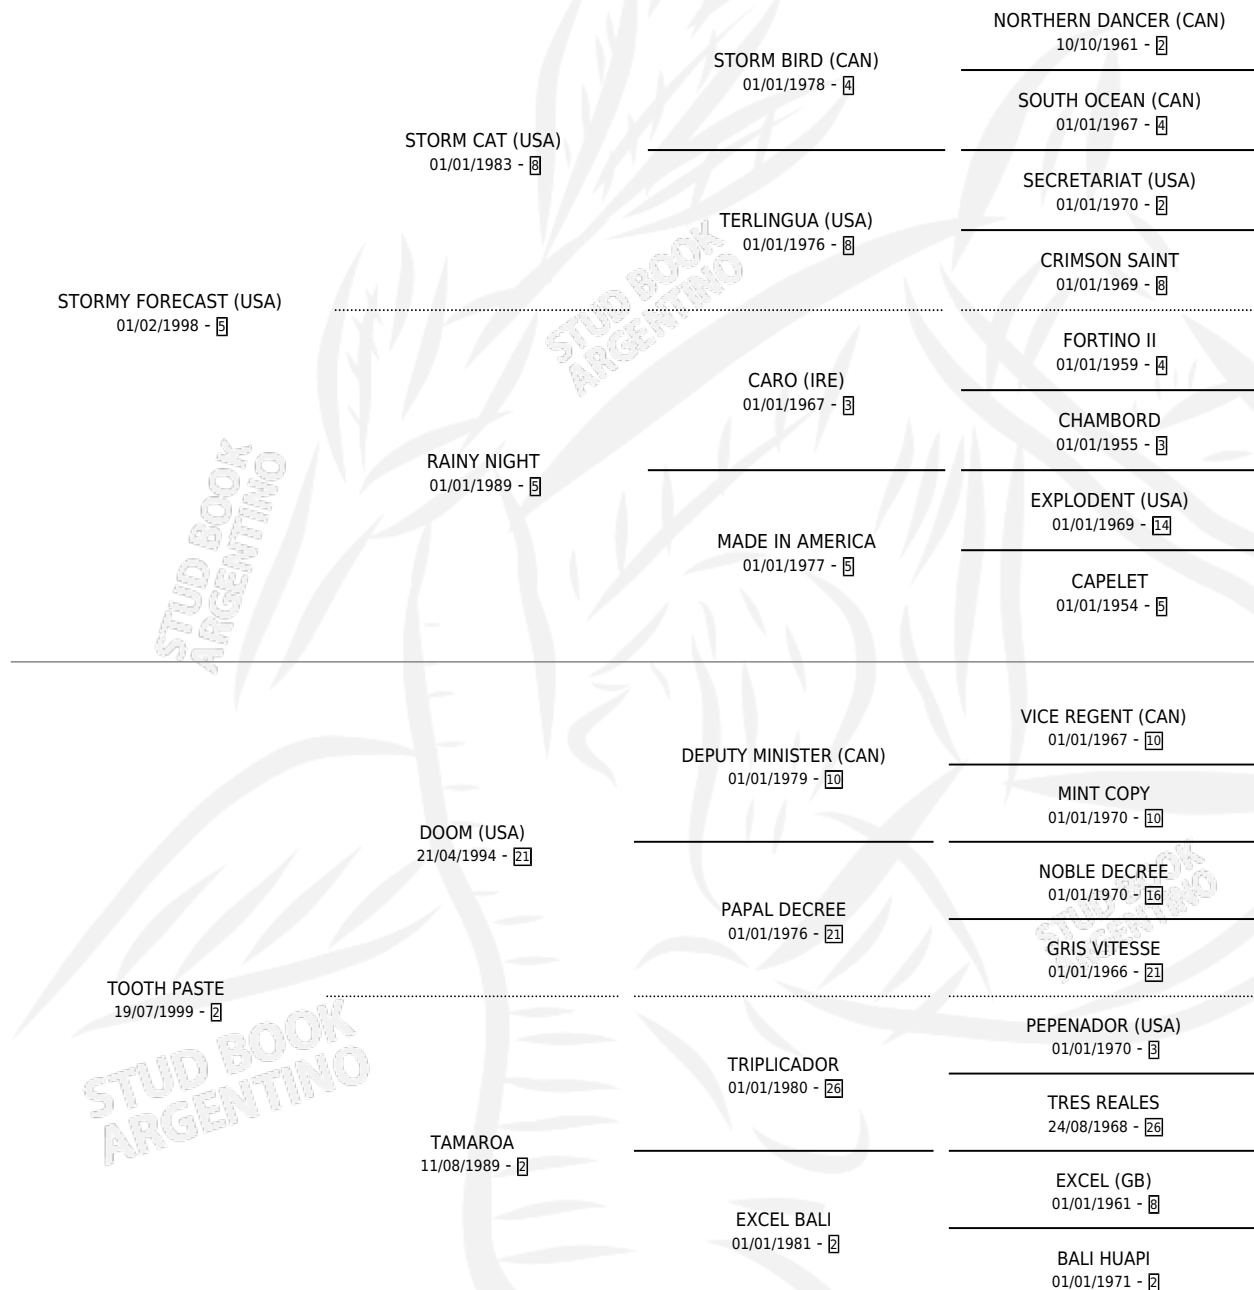 NORTHERN DANCER (CAN)
10/10/1961 - 2
STORM BIRD (CAN)
01/01/1978 - 4
SOUTH OCEAN (CAN)
01/01/1967 - 4
STORM CAT (USA)
01/01/1983 - 8
SECRETARIAT (USA)
01/01/1970 - 2
TERLINGUA (USA)
01/01/1976 - 8
CRIMSON SAINT
01/01/1969 - 8
STORMY FORECAST (USA)
01/02/1998 - 5
FORTINO II
01/01/1959 - 4
CARO (IRE)
01/01/1967 - 3
CHAMBORD
01/01/1955 - 3
RAINY NIGHT
01/01/1989 - 5
EXPLODENT (USA)
01/01/1969 - 14
MADE IN AMERICA
01/01/1977 - 5
CAPELET
01/01/1954 - 5
VICE REGENT (CAN)
01/01/1967 - 10
DEPUTY MINISTER (CAN)
01/01/1979 - 10
MINT COPY
01/01/1970 - 10
DOOM (USA)
21/04/1994 - 21
NOBLE DECREE
01/01/1970 - 16
PAPAL DECREE
01/01/1976 - 21
GRIS VITESSE
01/01/1966 - 21
TOOTH PASTE
19/07/1999 - 2
PEPENADOR (USA)
01/01/1970 - 3
TRIPLICADOR
01/01/1980 - 26
TRES REALES
24/08/1968 - 26
TAMAROA
11/08/1989 - 2
EXCEL (GB)
01/01/1961 - 8
EXCEL BALI
01/01/1981 - 2
BALI HUAPI
01/01/1971 - 2
STUD BOOK
ARGENTINO
STUD BOOK
ARGENTINO
STUD BOOK
ARGENTINO
STUD BOOK
ARGENTINO